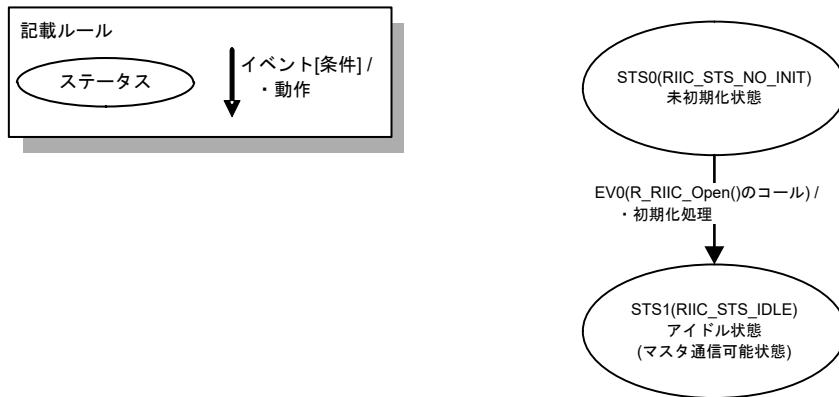 記載ルール
ステータス
イベント[条件] /
・動作
STS0(RIIC_STS_NO_INIT)
未初期化状態
EV0(R_RIIC_Open()のコール) /
・初期化処理
STS1(RIIC_STS_IDLE)
アイドル状態
(マスタ通信可能状態)